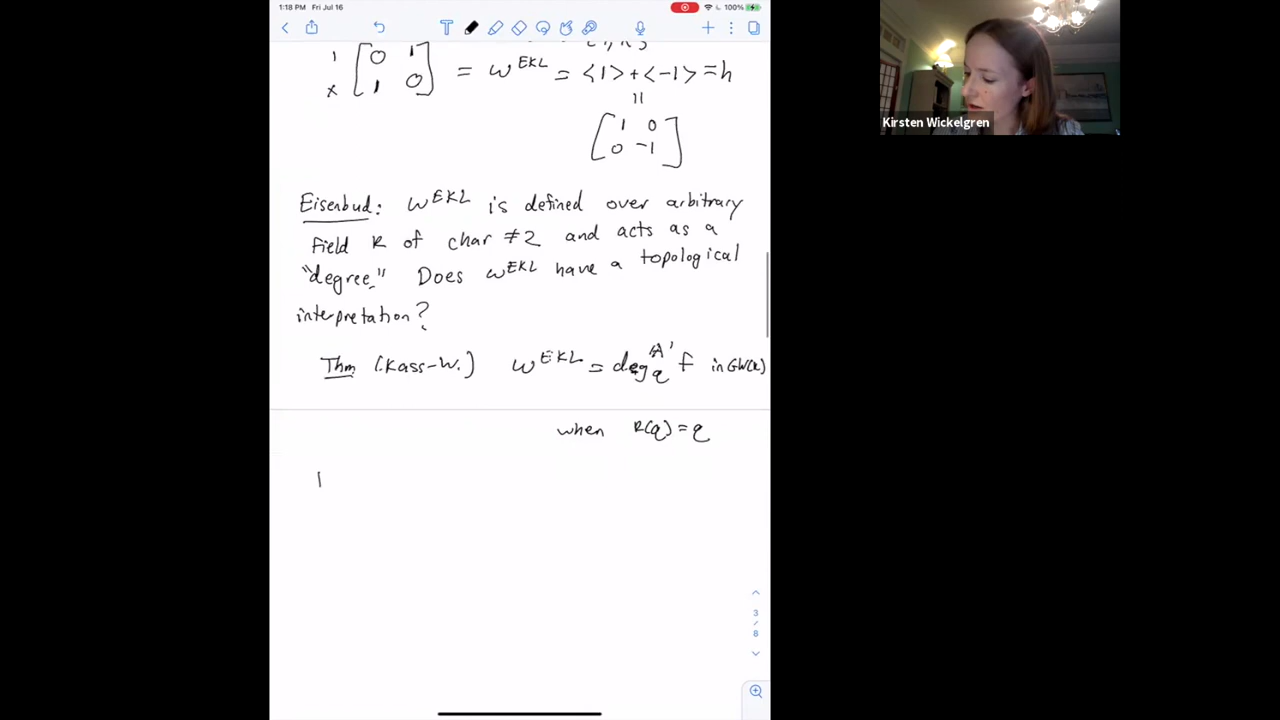 1:18 PM Fri Jul 16
100%
1 [0 1
x 1 0] = w^EKL = <1> + <-1> = h
||
[1 0
0 -1]
Eisenbud: w^EKL is defined over arbitrary
field k of char ≠ 2 and acts as a
"degree." Does w^EKL have a topological
interpretation?
Thm (Kass-W.) w^EKL = deg_q^A' f in GW(k)
when k(q) = q
3
/
8
Kirsten Wickelgren